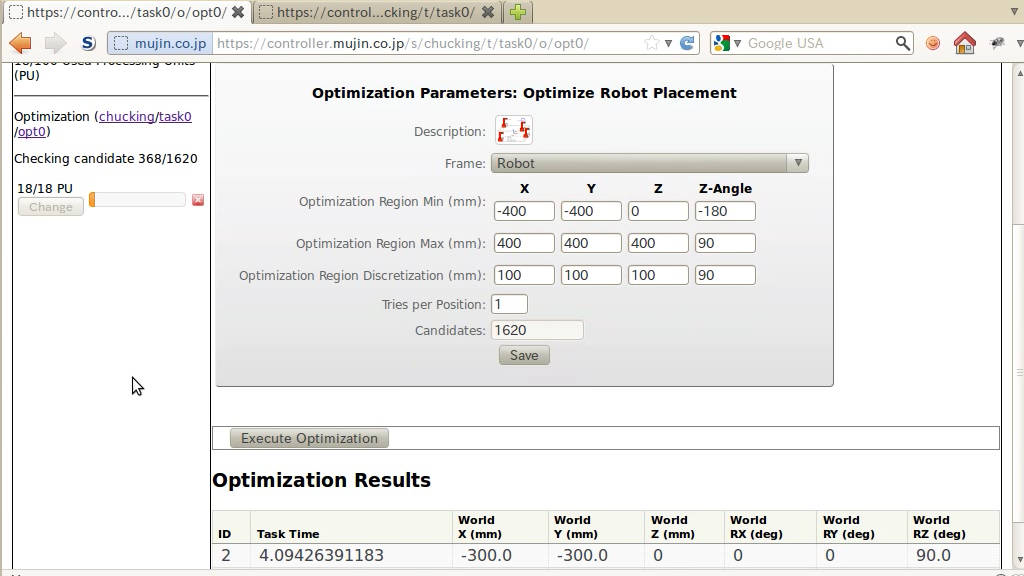 https://contro.../task0/o/opt0/
https://control...cking/t/task0/
S
mujin.co.jp
https://controller.mujin.co.jp/s/chucking/t/task0/o/opt0/
Google USA
18/100 Used Processing Units
(PU)
Optimization (chucking/task0
/opt0)
Checking candidate 368/1620
18/18 PU
Change
Optimization Parameters: Optimize Robot Placement
Description:
Frame: Robot
X Y Z Z-Angle
Optimization Region Min (mm): -400 -400 0 -180
Optimization Region Max (mm): 400 400 400 90
Optimization Region Discretization (mm): 100 100 100 90
Tries per Position: 1
Candidates: 1620
Save
Execute Optimization
Optimization Results
ID Task Time World X (mm) World Y (mm) World Z (mm) World RX (deg) World RY (deg) World RZ (deg)
2 4.09426391183 -300.0 -300.0 0 0 0 90.0